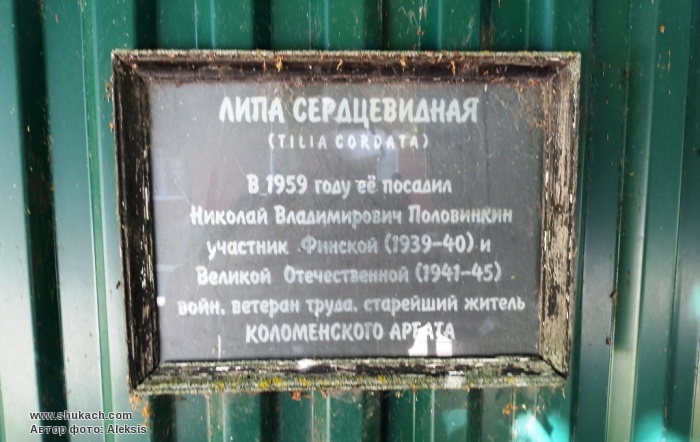 ЛИПА СЕРДЦЕВИДНАЯ
(TILIA CORDATA)
В 1959 году её посадил
Николай Владимирович Половинкин
участник Финской (1939-40) и
Великой Отечественной (1941-45)
войн, ветеран труда, старейший житель
КОЛОМЕНСКОГО АРБАТА
www.shukach.com
Автор фото: Aleksis